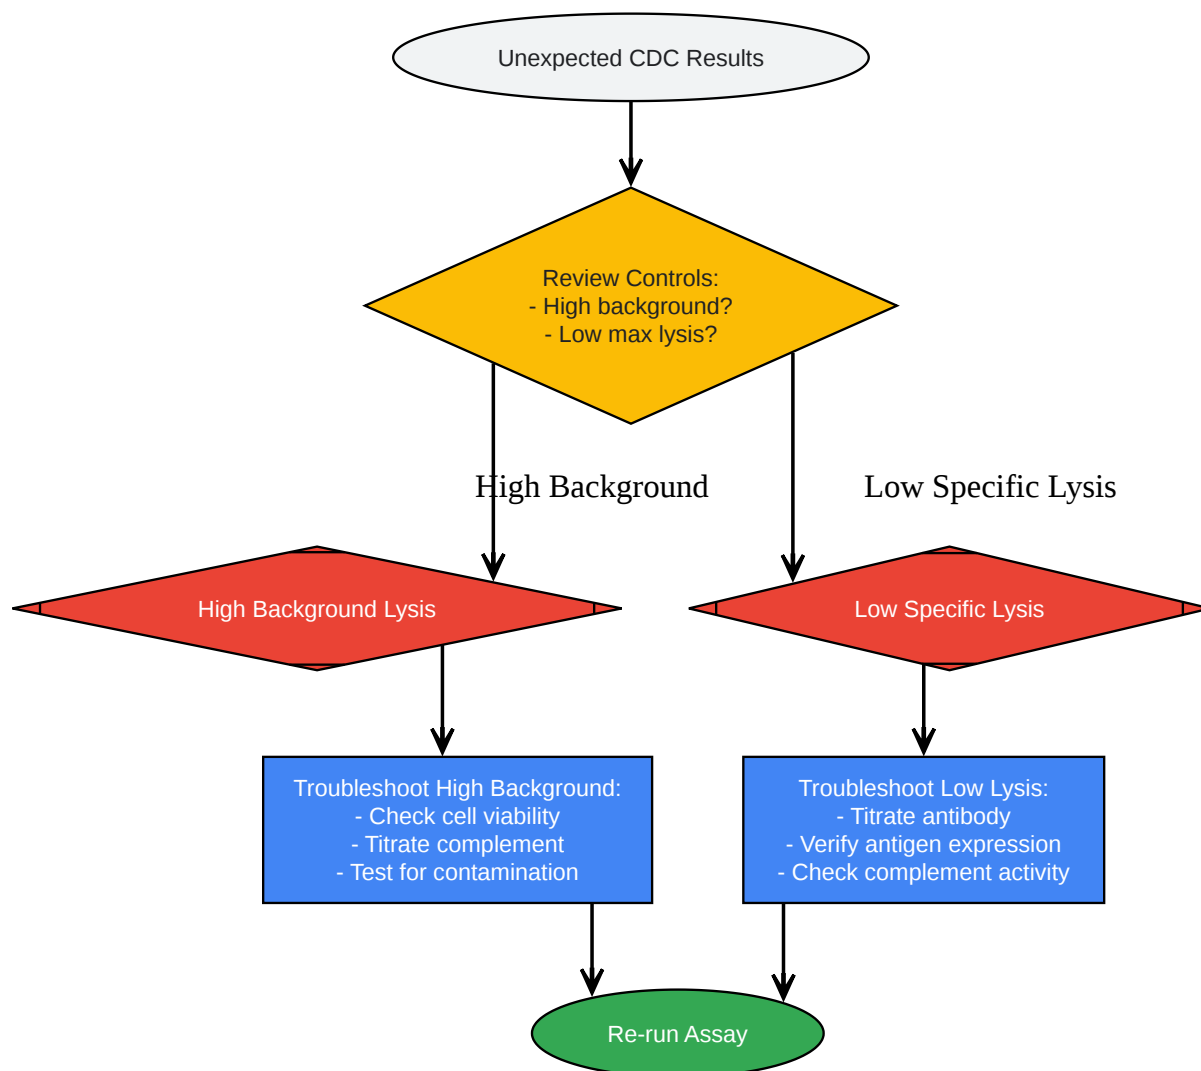 Unexpected CDC Results
Review Controls:
- High background?
- Low max lysis?
High Background
Low Specific Lysis
High Background Lysis
Low Specific Lysis
Troubleshoot High Background:
- Check cell viability
- Titrate complement
- Test for contamination
Troubleshoot Low Lysis:
- Titrate antibody
- Verify antigen expression
- Check complement activity
Re-run Assay